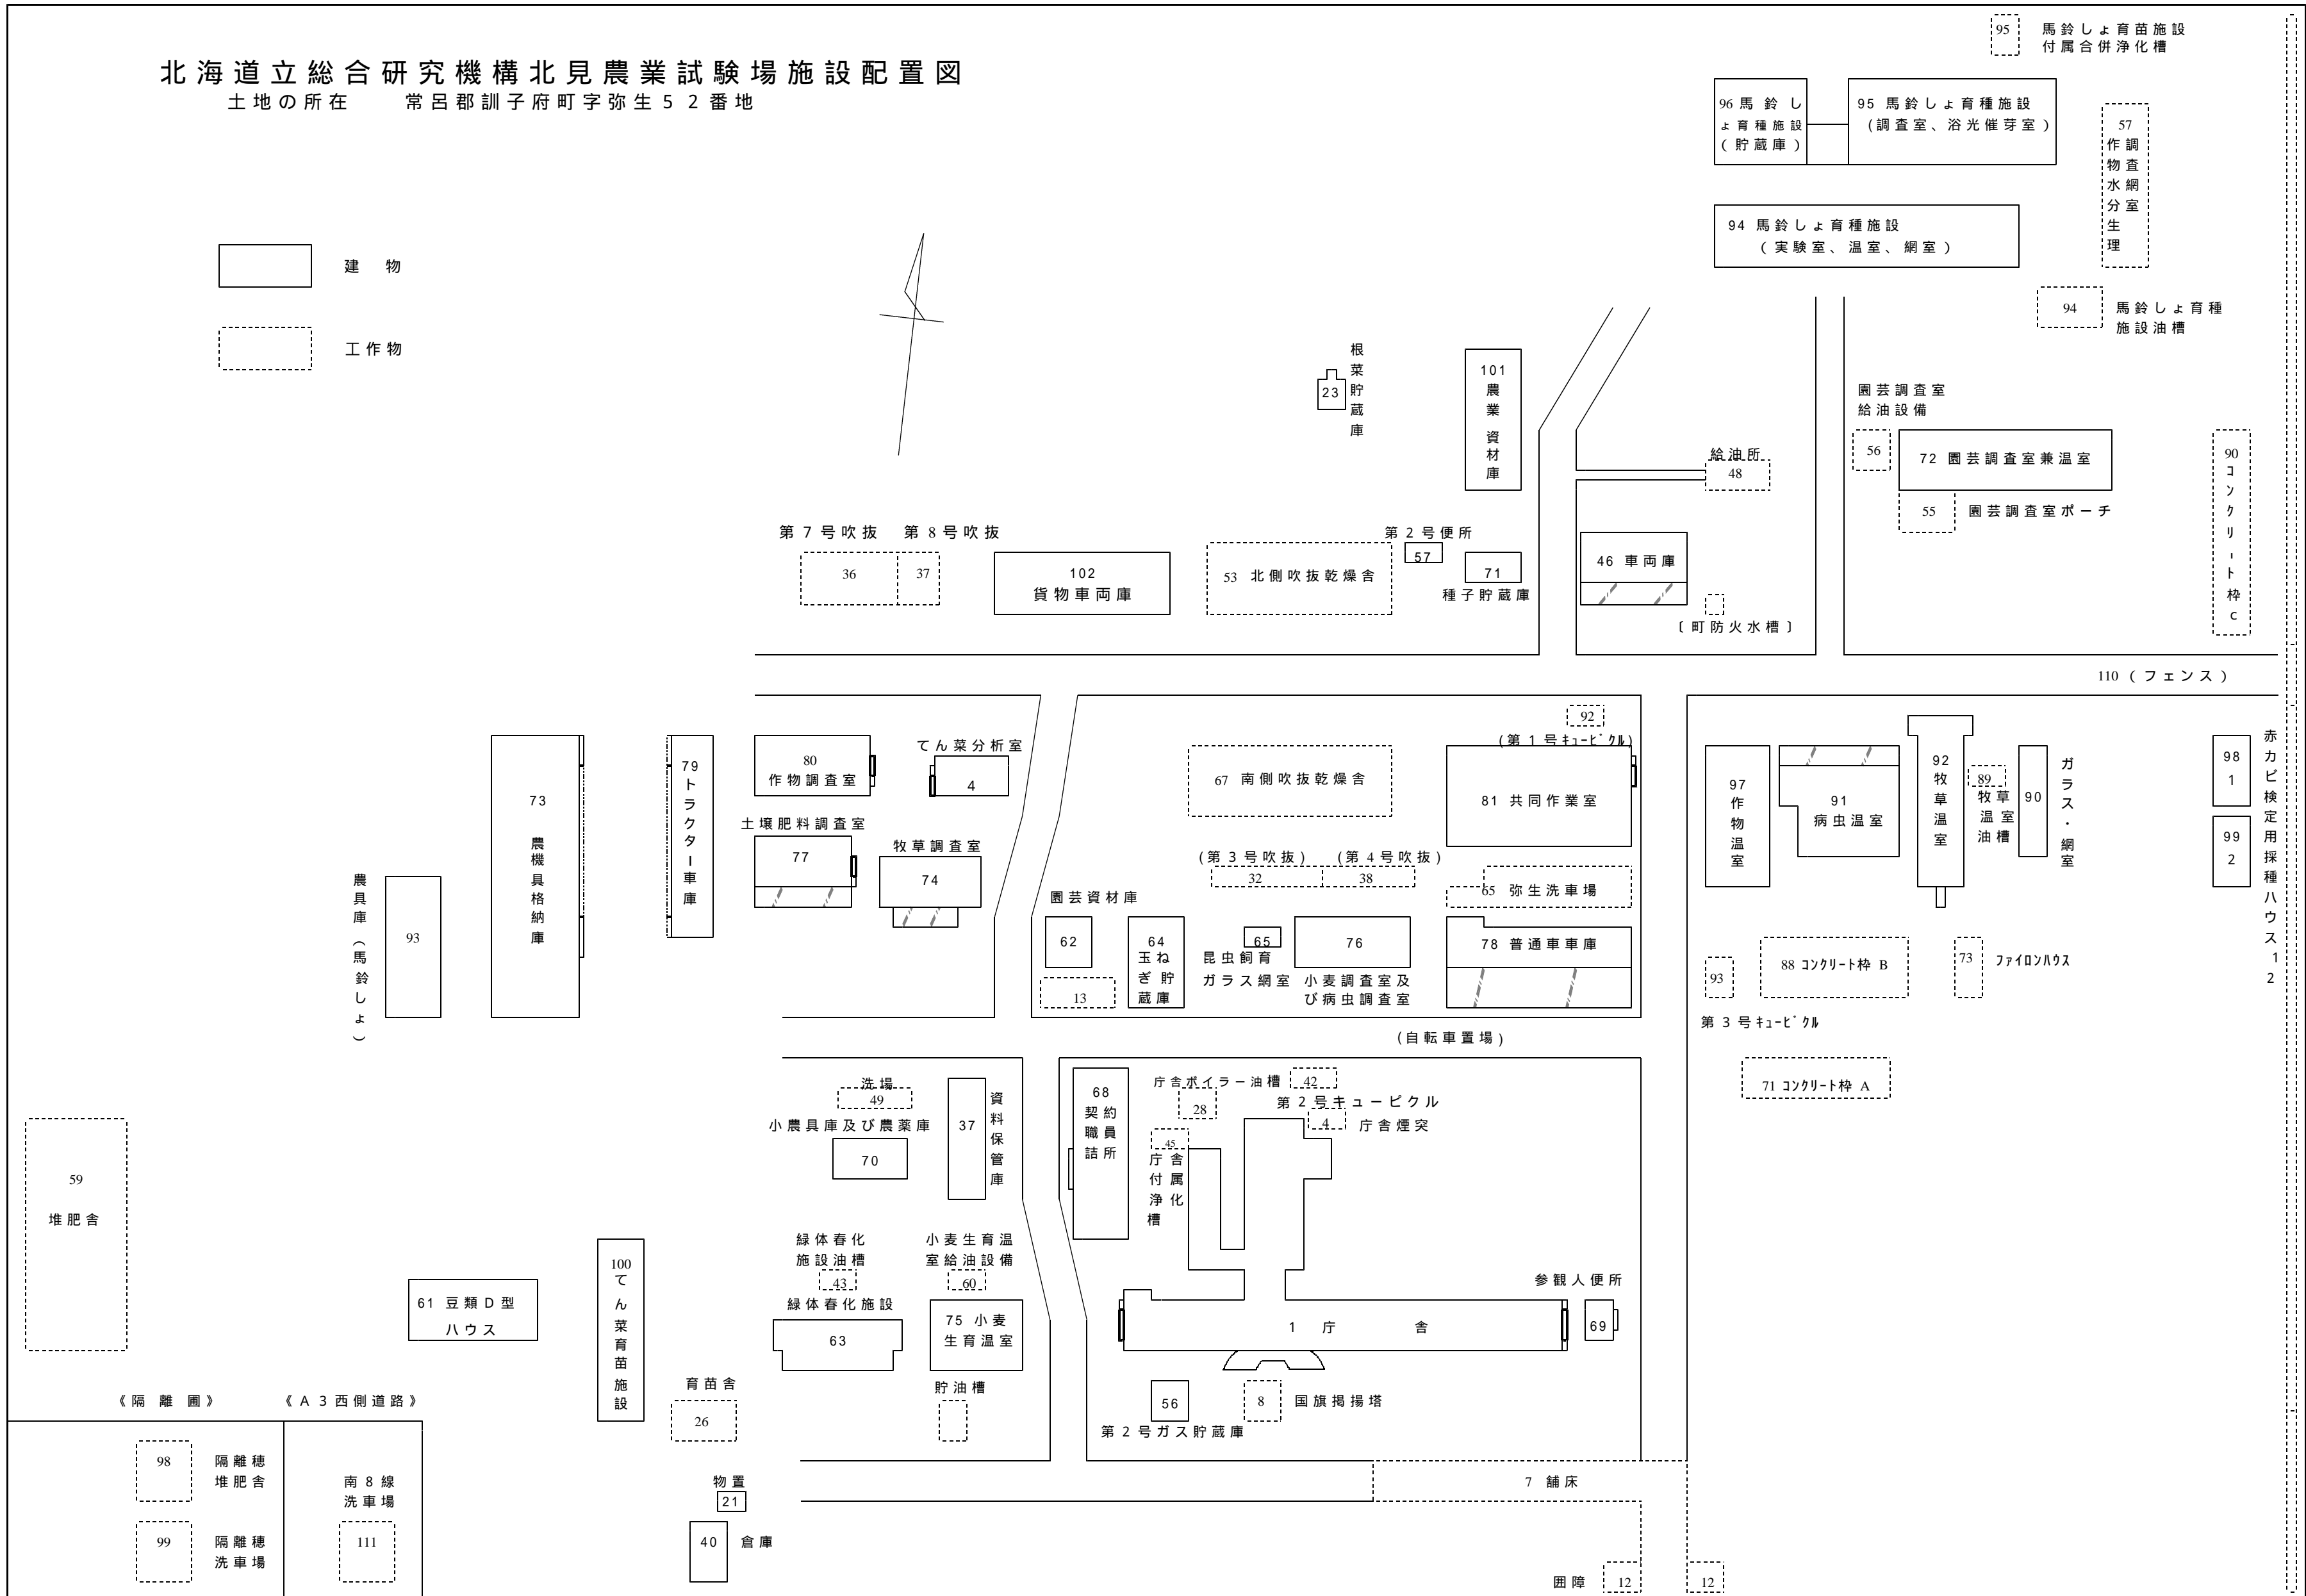 北海道立総合研究機構北見農業試験場施設配置図
土地の所在　常呂郡訓子府町字弥生５２番地
建物
工作物
95
馬鈴しょ育苗施設
付属合併浄化槽
96 馬鈴し
ょ育種施設
(貯蔵庫)
95 馬鈴しょ育種施設
(調査室、浴光催芽室)
57
作物水分生理
調査網室
94 馬鈴しょ育種施設
(実験室、温室、網室)
94
馬鈴しょ育種
施設油槽
23
根菜貯蔵庫
101
農業資材庫
園芸調査室
給油設備
56
72 園芸調査室兼温室
55
園芸調査室ポーチ
90
コンクリート枠c
給油所
48
第7号吹抜
第8号吹抜
36
37
102
貨物車両庫
53 北側吹抜乾燥舎
第2号便所
57
71
種子貯蔵庫
46 車両庫
〔町防火水槽〕
110 (フェンス)
73
農機具格納庫
79
トラクター車庫
80
作物調査室
てん菜分析室
4
土壌肥料調査室
77
牧草調査室
74
農具庫(馬鈴しょ)
93
92
(第1号ｷｭｰﾋﾞｸﾙ)
67 南側吹抜乾燥舎
81 共同作業室
(第3号吹抜)
(第4号吹抜)
32
38
65 弥生洗車場
園芸資材庫
62
13
64
玉ね
ぎ貯
蔵庫
65
昆虫飼育
ガラス網室
76
小麦調査室及
び病虫調査室
78 普通車車庫
97
作物温室
91
病虫温室
92
牧草温室
89
牧草
温室
油槽
90
ガラス・網室
98
1
99
2
赤カビ検定用採種ハウス12
93
第3号ｷｭｰﾋﾞｸﾙ
88 ｺﾝｸﾘｰﾄ枠 B
73
ﾌｧｲﾛﾝﾊｳｽ
71 ｺﾝｸﾘｰﾄ枠 A
(自転車置場)
洗場
49
小農具庫及び農薬庫
70
37
資料保管庫
68
契約
職員
詰所
庁舎ボイラー油槽
28
42
第2号キュービクル
4
庁舎煙突
45
庁舎
付属
浄化
槽
59
堆肥舎
61 豆類D型
ハウス
100
てん菜育苗施設
緑体春化
施設油槽
43
緑体春化施設
63
小麦生育温
室給油設備
60
75 小麦
生育温室
貯油槽
育苗舎
26
1 庁舎
参観人便所
69
56
第2号ガス貯蔵庫
8
国旗掲揚塔
《隔離圃》
《A3西側道路》
98
隔離穂
堆肥舎
99
隔離穂
洗車場
南8線
洗車場
111
物置
21
40
倉庫
7 舗床
囲障
12
12